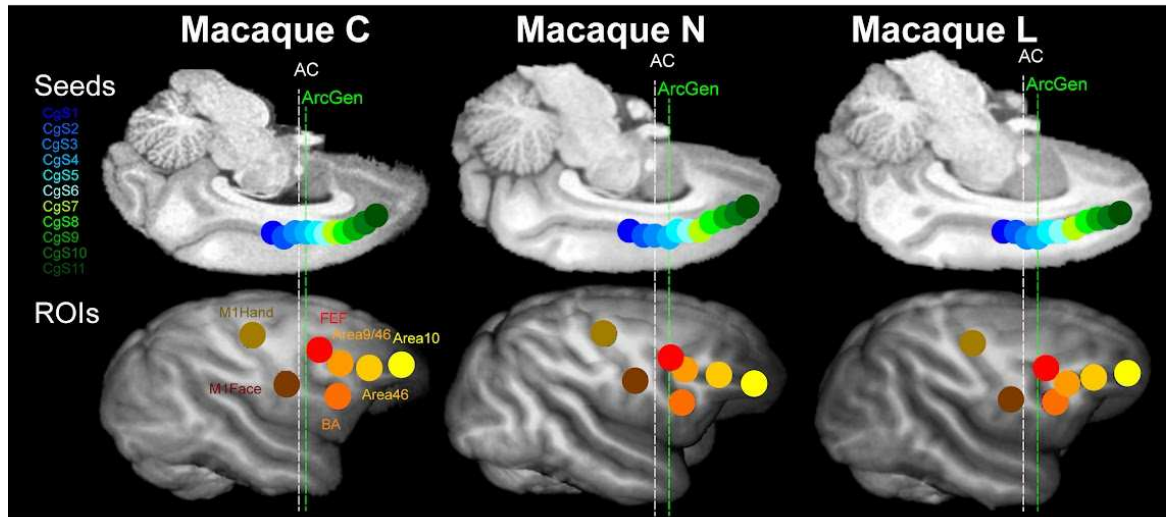 Macaque C
Macaque N
Macaque L
Seeds
AC
ArcGen
AC
ArcGen
AC
ArcGen
CgS1
CgS2
CgS3
CgS4
CgS5
CgS6
CgS7
CgS8
CgS9
CgS10
CgS11
ROIs
M1Hand
FEF
Area9/46
Area10
M1Face
Area46
BA